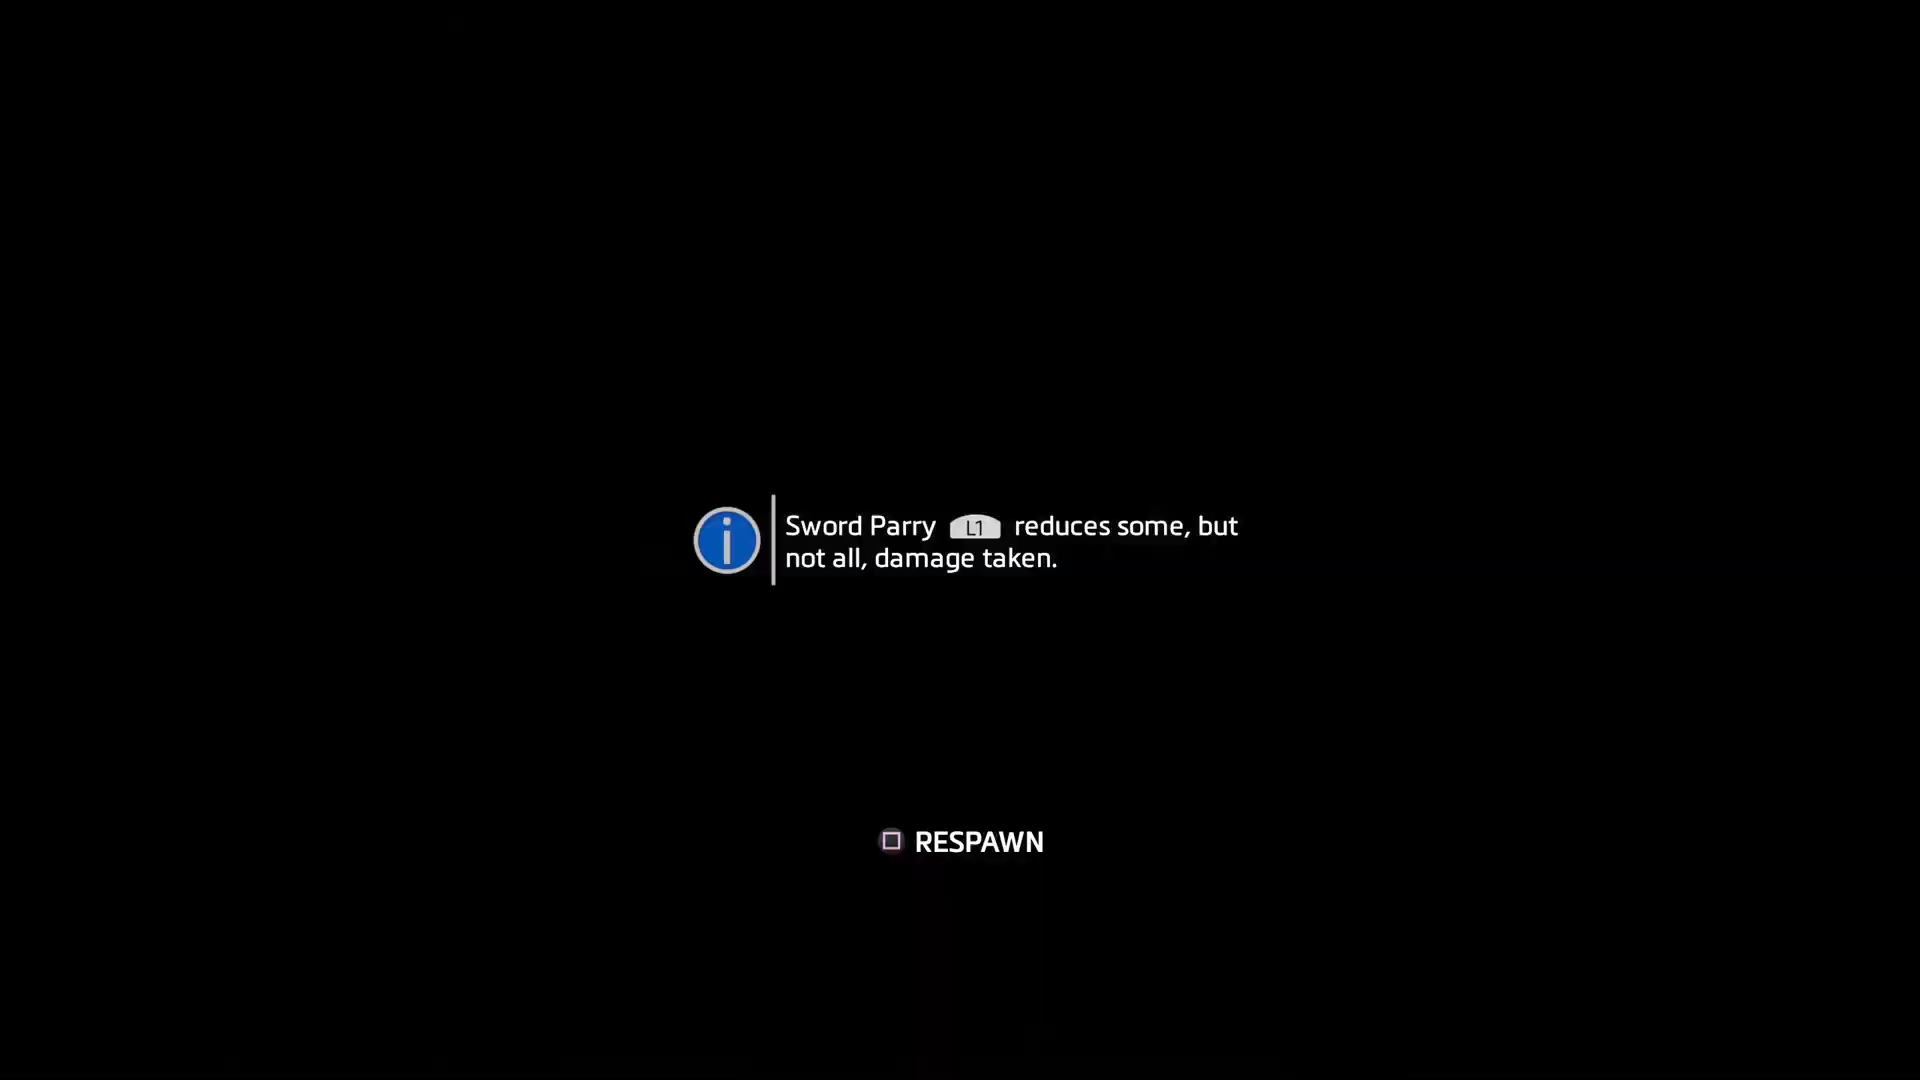 Sword Parry L1 reduces some, but
not all, damage taken.
RESPAWN